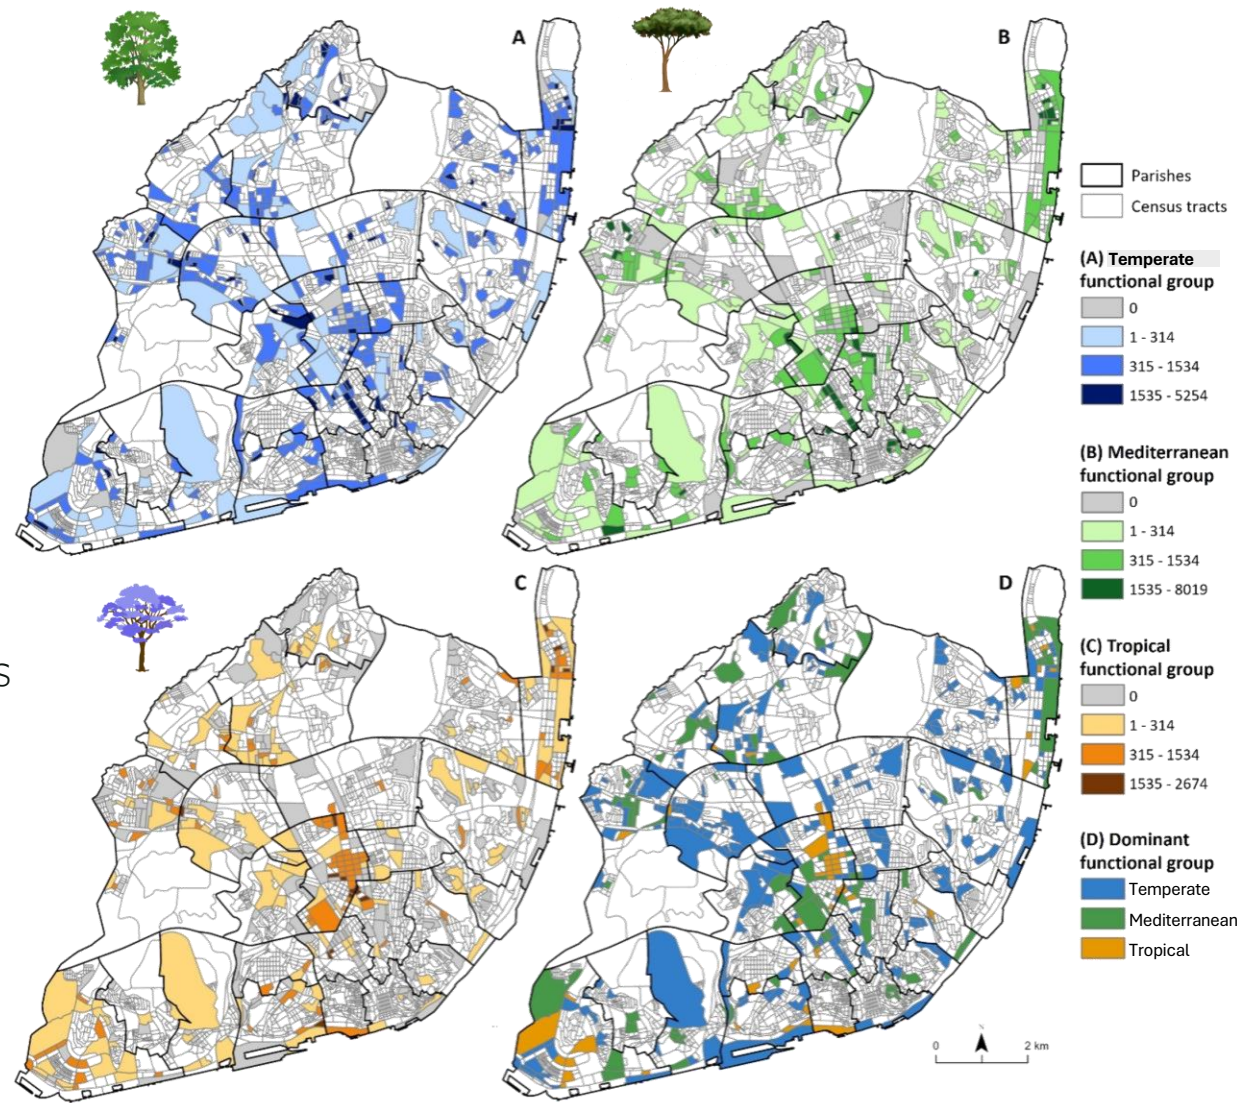 A
B
Parishes
Census tracts
(A) Temperate
functional group
0
1 - 314
315 - 1534
1535 - 5254
(B) Mediterranean
functional group
0
1 - 314
315 - 1534
1535 - 8019
C
D
S
(C) Tropical
functional group
0
1 - 314
315 - 1534
1535 - 2674
(D) Dominant
functional group
Temperate
Mediterranean
Tropical
N
0 2 km